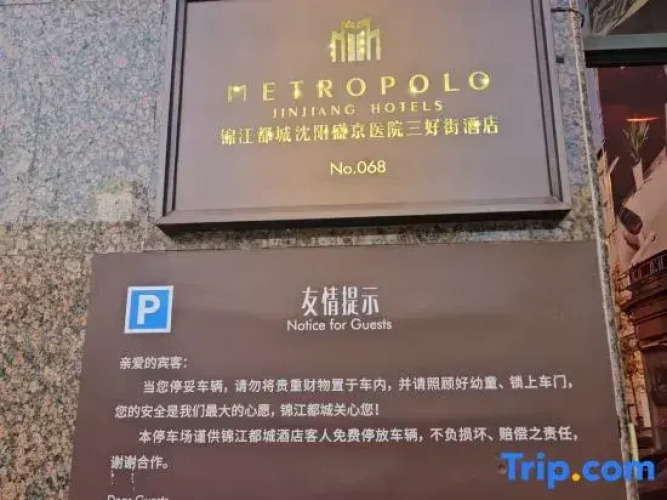 METROPOLO
JINJIANG HOTELS
锦江都城沈阳盛京医院三好街酒店
No.068
P
友情提示
Notice for Guests
亲爱的宾客:
当您停妥车辆,请勿将贵重财物置于车内,并请照顾好幼童、锁上车门,
您的安全是我们最大的心愿,锦江都城关心您!
本停车场谨供锦江都城酒店客人免费停放车辆,不负损坏、赔偿之责任,
谢谢合作。
Dear Guests
Trip.com